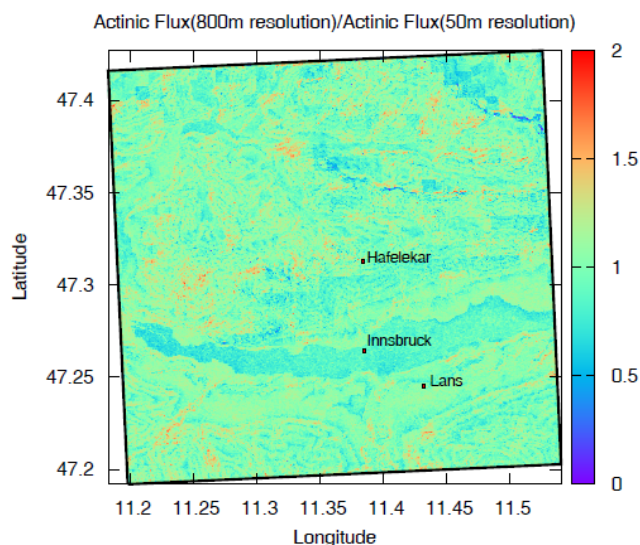 Actinic Flux(800m resolution)/Actinic Flux(50m resolution)
2
1.5
1
0.5
0
47.4
47.35
47.3
47.25
47.2
Latitude
Hafelekar
Innsbruck
Lans
11.2 11.25 11.3 11.35 11.4 11.45 11.5
Longitude